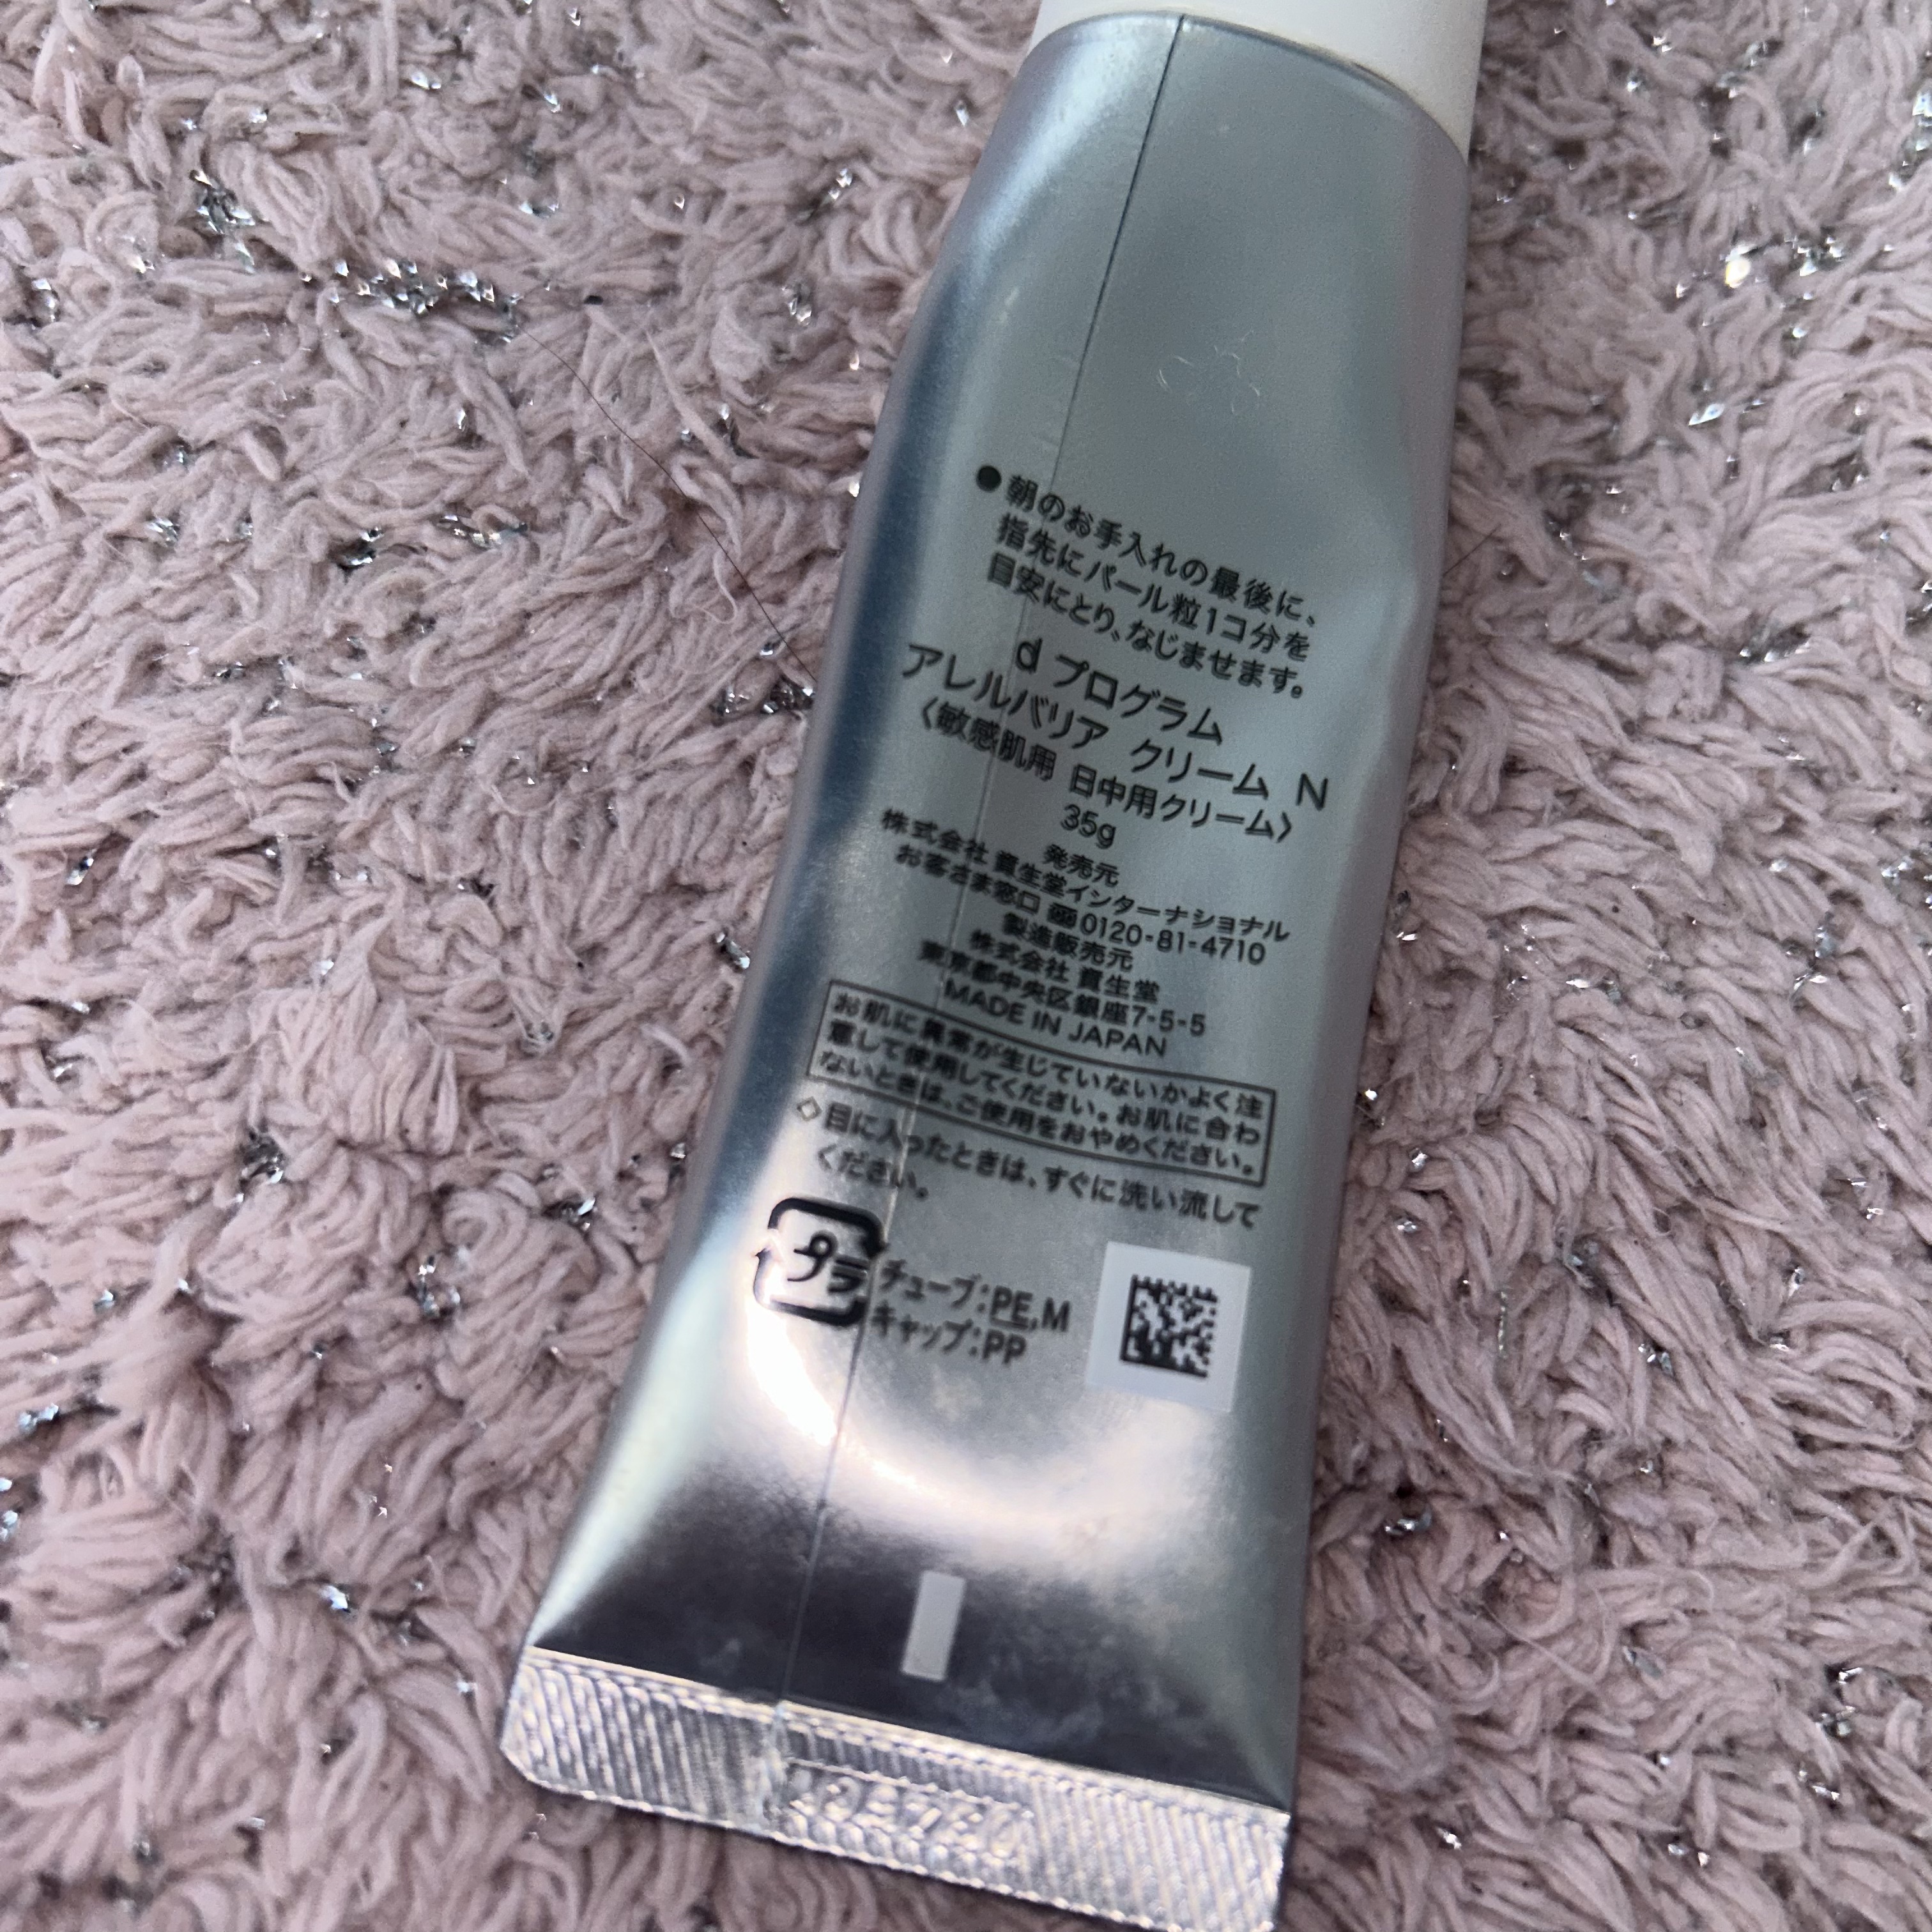 ●朝のお手入れの最後に、
指先にパール粒1コ分を
目安にとり、なじませます。
d プログラム
アレルバリア クリーム N
〈敏感肌用 日中用クリーム〉
35g
発売元
株式会社 資生堂インターナショナル
お客さま窓口 0120-81-4710
製造販売元
株式会社 資生堂
東京都中央区銀座7-5-5
MADE IN JAPAN
お肌に異常が生じていないかよく注
意して使用してください。お肌に合わ
ないときは、ご使用をおやめください。
◇目に入ったときは、すぐに洗い流して
ください。
プラ
チューブ:PE,M
キャップ:PP